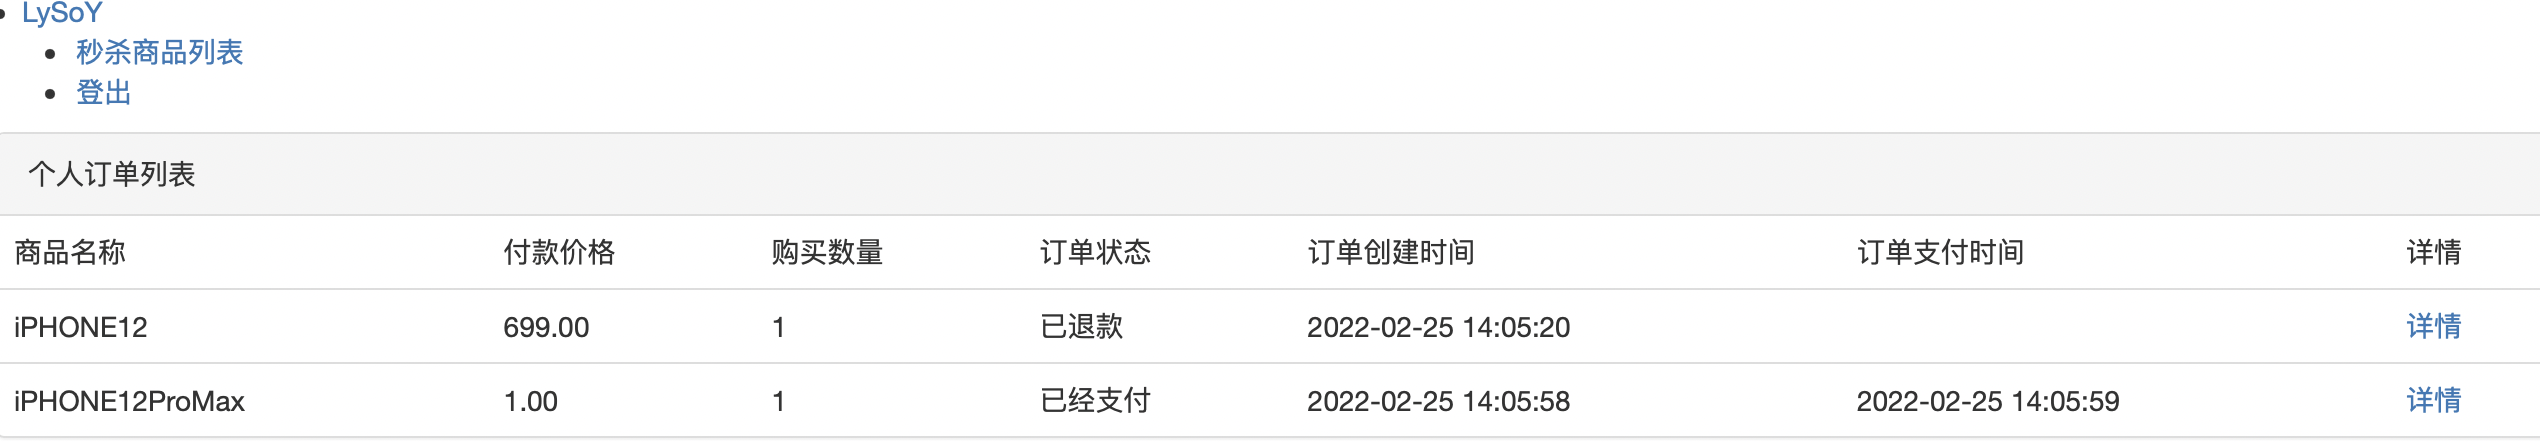 LySoY
秒杀商品列表
登出
个人订单列表
商品名称 付款价格 购买数量 订单状态 订单创建时间 订单支付时间 详情
iPHONE12 699.00 1 已退款 2022-02-25 14:05:20 详情
iPHONE12ProMax 1.00 1 已经支付 2022-02-25 14:05:58 2022-02-25 14:05:59 详情